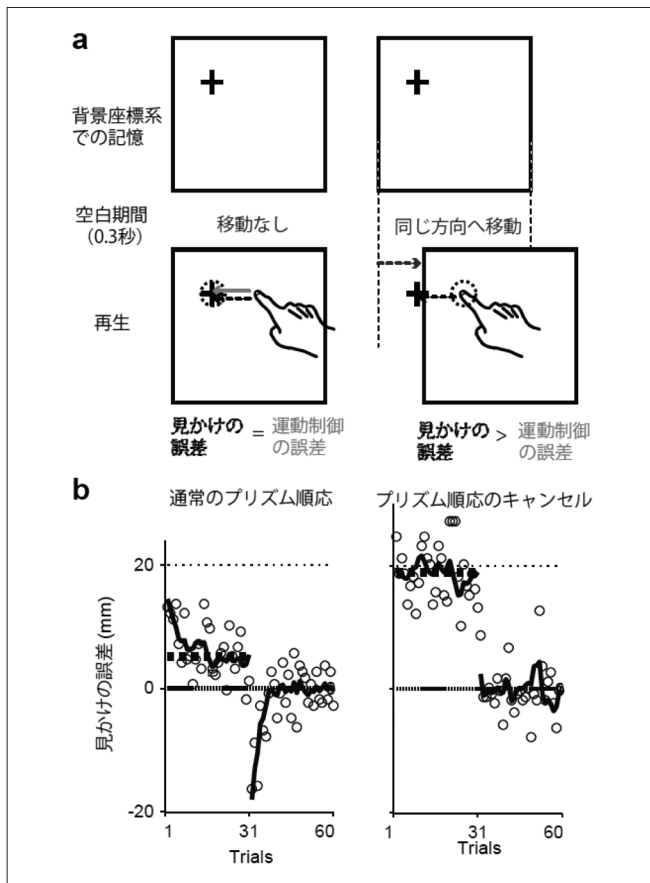 a
背景座標系
での記憶
空白期間
（0.3秒）
移動なし
同じ方向へ移動
再生
見かけの
誤差
=
運動制御
の誤差
見かけの
誤差
>
運動制御
の誤差
b
通常のプリズム順応
プリズム順応のキャンセル
見かけの誤差 (mm)
20
0
-20
1
31
60
Trials
1
31
60
Trials